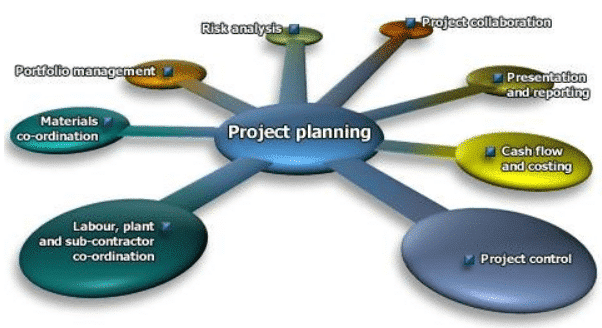 Risk analysis
Project collaboration
Portfolio management
Presentation
and reporting
Materials
co-ordination
Project planning
Cash flow
and costing
Labour, plant
and sub-contractor
co-ordination
Project control